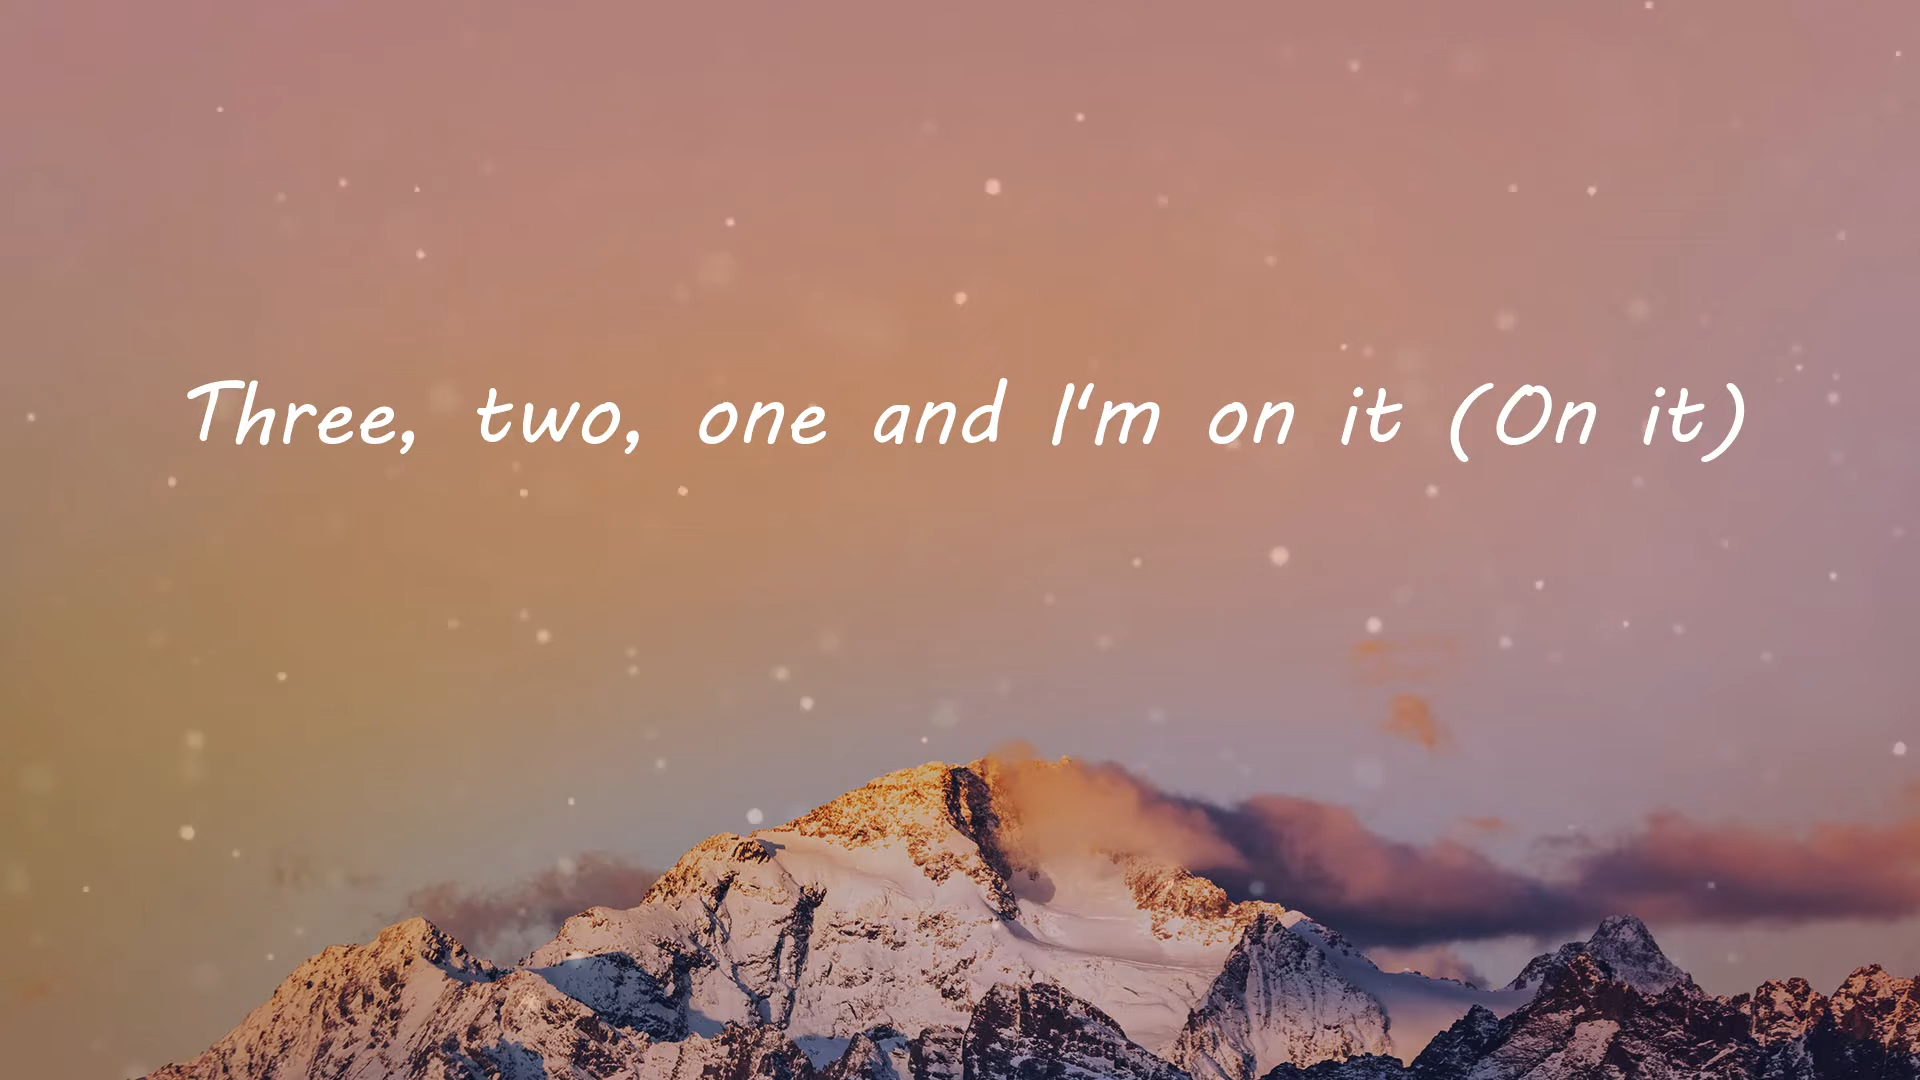 Three, two, one and I'm on it (On it)